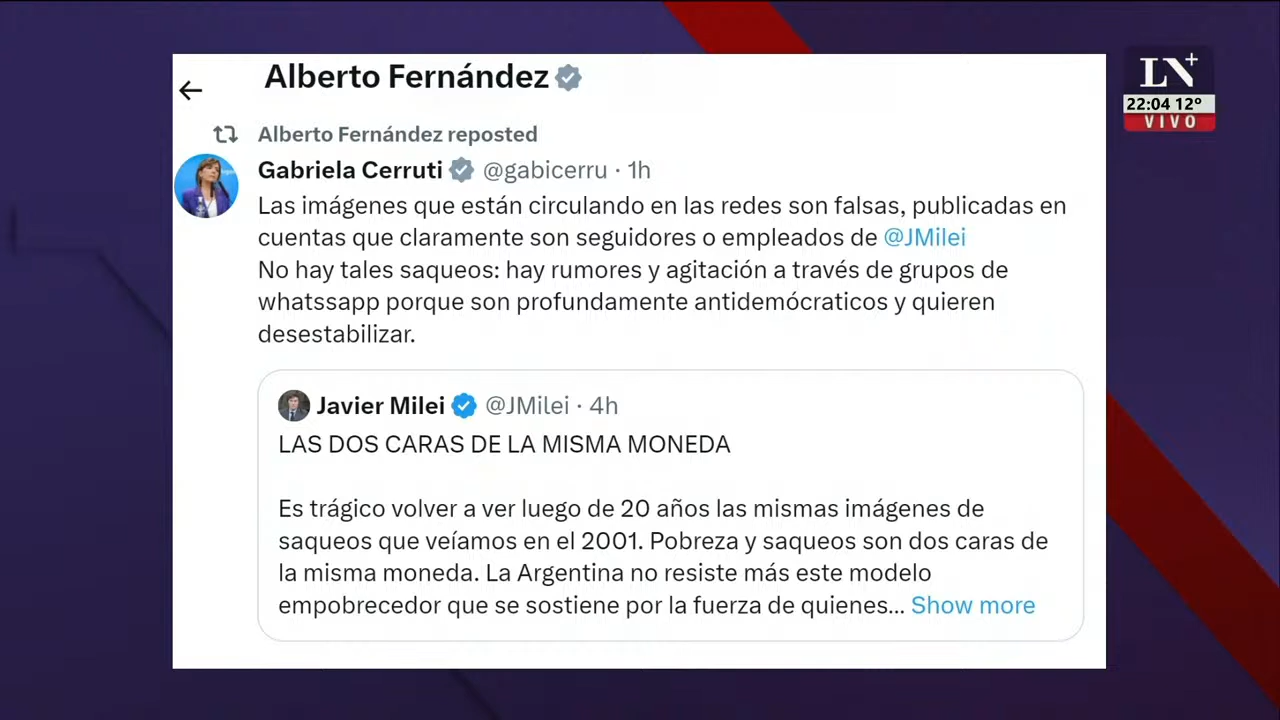 Alberto Fernández
Alberto Fernández reposted
Gabriela Cerruti @gabicerru · 1h
Las imágenes que están circulando en las redes son falsas, publicadas en
cuentas que claramente son seguidores o empleados de @JMilei
No hay tales saqueos: hay rumores y agitación a través de grupos de
whatssapp porque son profundamente antidemócraticos y quieren
desestabilizar.
Javier Milei @JMilei · 4h
LAS DOS CARAS DE LA MISMA MONEDA
Es trágico volver a ver luego de 20 años las mismas imágenes de
saqueos que veíamos en el 2001. Pobreza y saqueos son dos caras de
la misma moneda. La Argentina no resiste más este modelo
empobrecedor que se sostiene por la fuerza de quienes... Show more
LN+
22:04 12º
VIVO